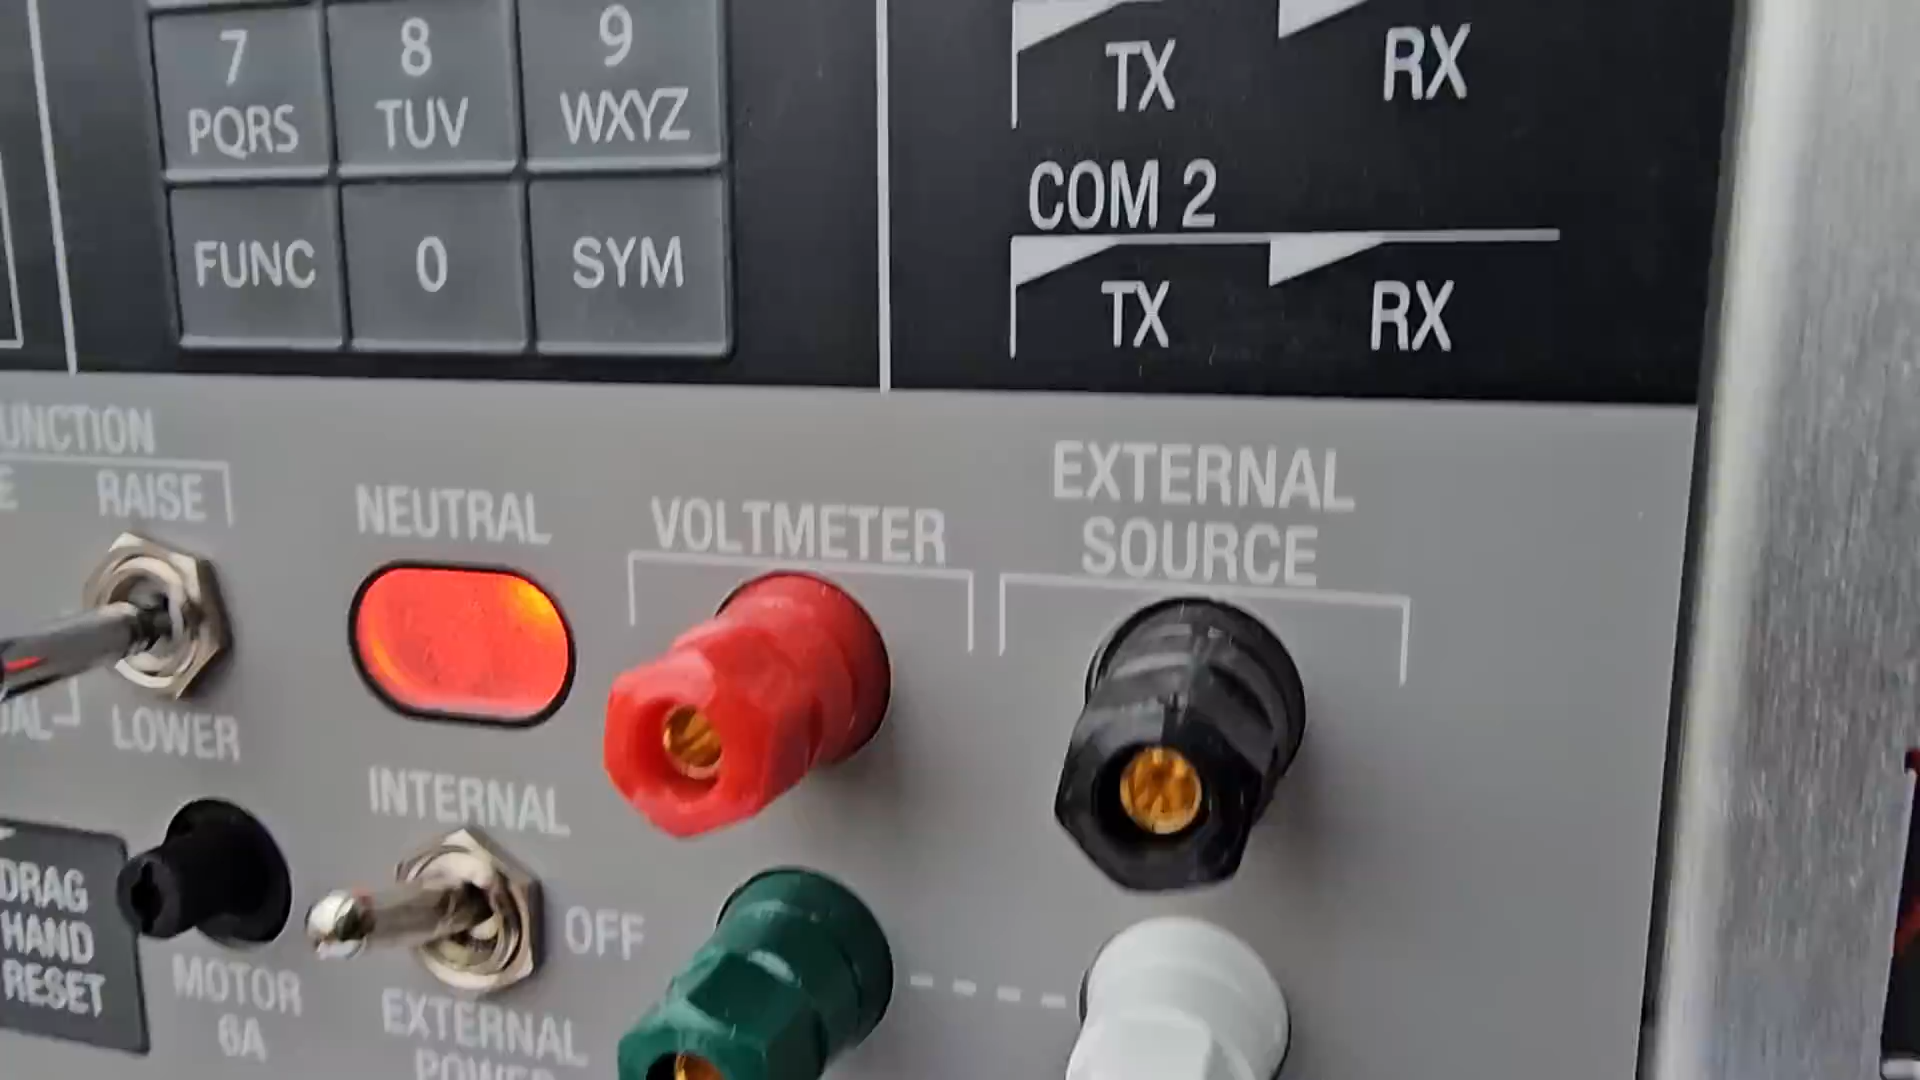 7
PQRS
8
TUV
9
WXYZ
FUNC
0
SYM
TX
RX
COM 2
TX
RX
RAISE
LOWER
NEUTRAL
VOLTMETER
EXTERNAL
SOURCE
INTERNAL
OFF
EXTERNAL
POWER
DRAG
HAND
RESET
MOTOR
6A